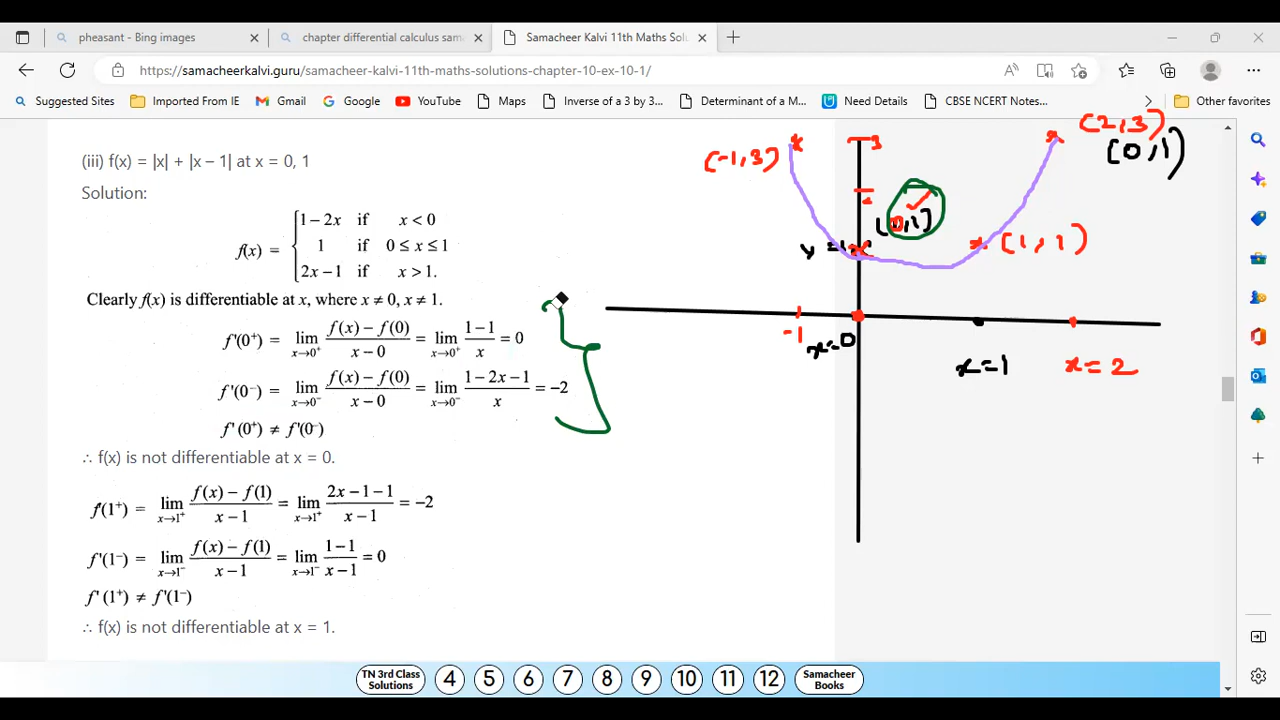 pheasant - Bing images
chapter differential calculus sam
Samacheer Kalvi 11th Maths Solu
https://samacheerkalvi.guru/samacheer-kalvi-11th-maths-solutions-chapter-10-ex-10-1/
Suggested Sites
Imported From IE
Gmail
Google
YouTube
Maps
Inverse of a 3 by 3...
Determinant of a M...
Need Details
CBSE NCERT Notes...
Other favorites
(iii) f(x) = |x| + |x – 1| at x = 0, 1
Solution:
f(x) = { 1 – 2x if x < 0
1 if 0 ≤ x ≤ 1
2x – 1 if x > 1.
Clearly f(x) is differentiable at x, where x ≠ 0, x ≠ 1.
f'(0⁺) = lim x→0⁺ (f(x) – f(0))/(x – 0) = lim x→0⁺ (1 – 1)/x = 0
f'(0⁻) = lim x→0⁻ (f(x) – f(0))/(x – 0) = lim x→0⁻ (1 – 2x – 1)/x = –2
f'(0⁺) ≠ f'(0⁻)
∴ f(x) is not differentiable at x = 0.
f'(1⁺) = lim x→1⁺ (f(x) – f(1))/(x – 1) = lim x→1⁺ (2x – 1 – 1)/(x – 1) = –2
f'(1⁻) = lim x→1⁻ (f(x) – f(1))/(x – 1) = lim x→1⁻ (1 – 1)/(x – 1) = 0
f'(1⁺) ≠ f'(1⁻)
∴ f(x) is not differentiable at x = 1.
(-1,3)
3
(2,3)
(0,1)
2
(0,1)
y =
(1,1)
-1
x=0
x=1
x=2
TN 3rd Class Solutions
4 5 6 7 8 9 10 11 12
Samacheer Books